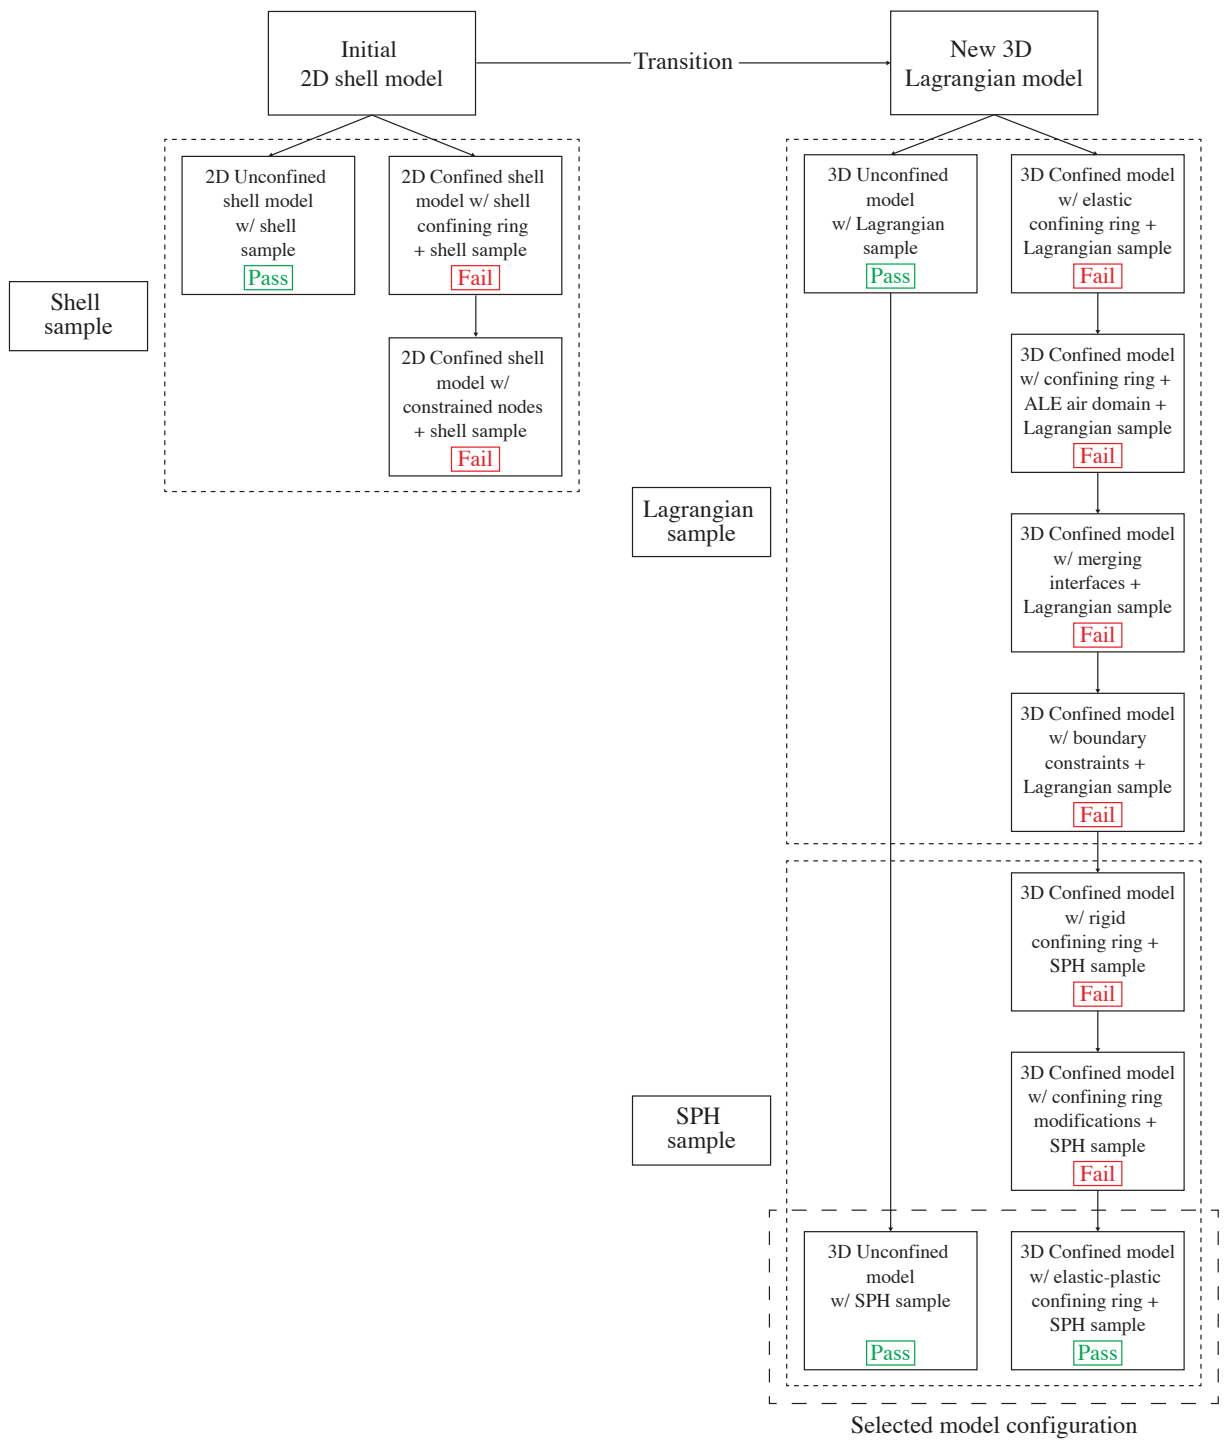 Initial
2D shell model
Transition
New 3D
Lagrangian model
2D Unconfined
shell model
w/ shell
sample
Pass
2D Confined shell
model w/ shell
confining ring
+ shell sample
Fail
3D Unconfined
model
w/ Lagrangian
sample
Pass
3D Confined model
w/ elastic
confining ring +
Lagrangian sample
Fail
Shell
sample
2D Confined shell
model w/
constrained nodes
+ shell sample
Fail
3D Confined model
w/ confining ring +
ALE air domain +
Lagrangian sample
Fail
Lagrangian
sample
3D Confined model
w/ merging
interfaces +
Lagrangian sample
Fail
3D Confined model
w/ boundary
constraints +
Lagrangian sample
Fail
3D Confined model
w/ rigid
confining ring +
SPH sample
Fail
SPH
sample
3D Confined model
w/ confining ring
modifications +
SPH sample
Fail
3D Unconfined
model
w/ SPH sample
Pass
3D Confined model
w/ elastic-plastic
confining ring +
SPH sample
Pass
Selected model configuration